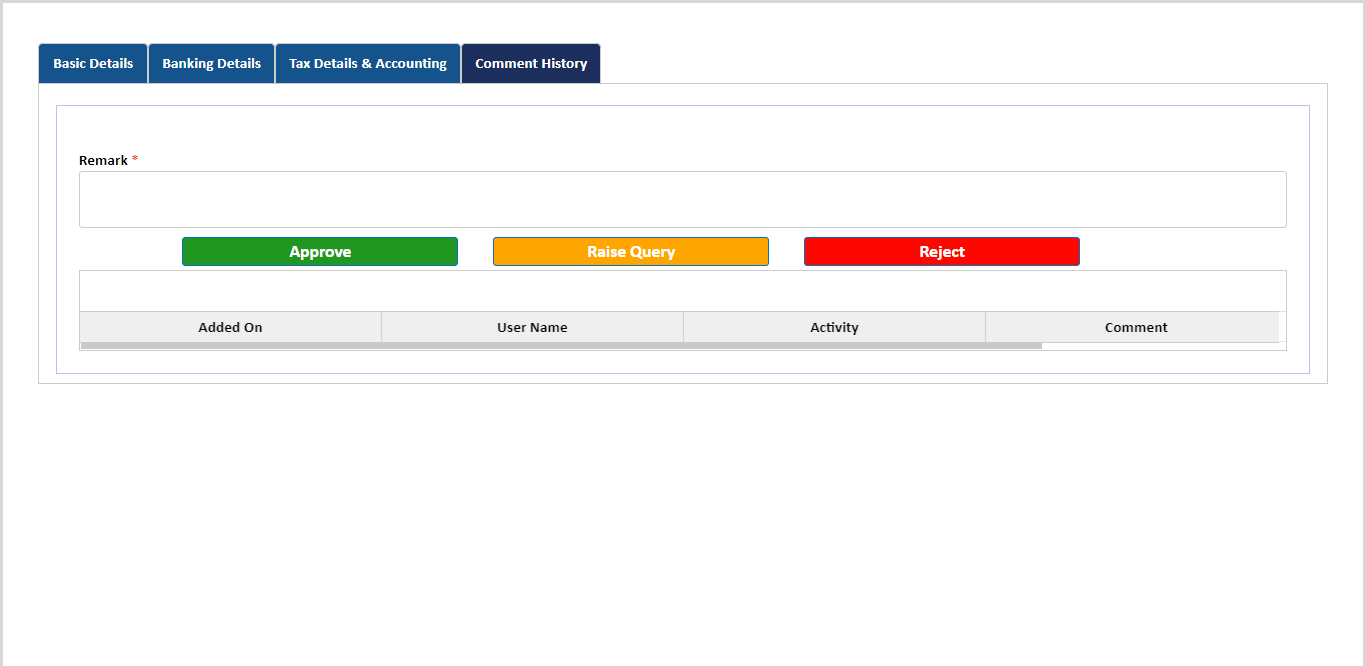 Basic Details Banking Details Tax Details & Accounting Comment History
Remark *
Approve Raise Query Reject
Added On User Name Activity Comment